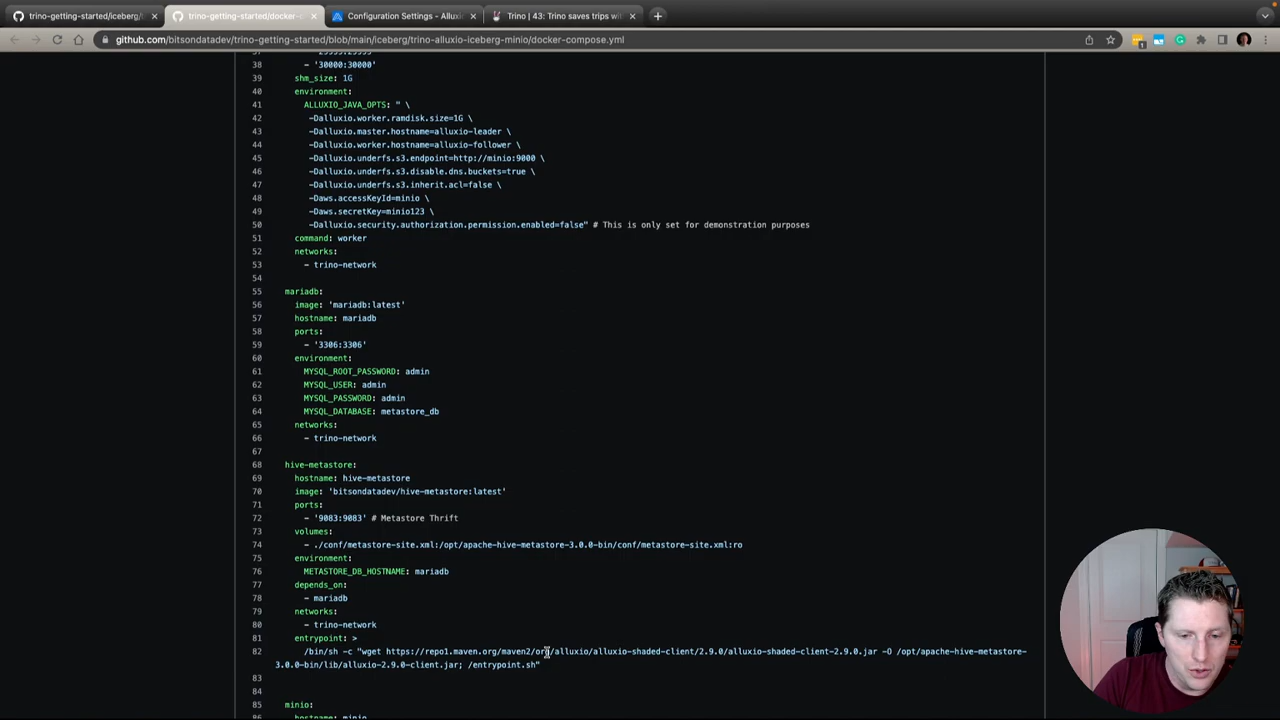 trino-getting-started/iceberg/
trino-getting-started/docker-c
Configuration Settings - Alluxi
Trino | 43: Trino saves trips wit
github.com/bitsondatadev/trino-getting-started/blob/main/iceberg/trino-alluxio-iceberg-minio/docker-compose.yml
38 - '30000:30000'
39 shm_size: 1G
40 environment:
41 ALLUXIO_JAVA_OPTS: " \
42 -Dalluxio.worker.ramdisk.size=1G \
43 -Dalluxio.master.hostname=alluxio-leader \
44 -Dalluxio.worker.hostname=alluxio-follower \
45 -Dalluxio.underfs.s3.endpoint=http://minio:9000 \
46 -Dalluxio.underfs.s3.disable.dns.buckets=true \
47 -Dalluxio.underfs.s3.inherit.acl=false \
48 -Daws.accessKeyId=minio \
49 -Daws.secretKey=minio123 \
50 -Dalluxio.security.authorization.permission.enabled=false" # This is only set for demonstration purposes
51 command: worker
52 networks:
53 - trino-network
54
55 mariadb:
56 image: 'mariadb:latest'
57 hostname: mariadb
58 ports:
59 - '3306:3306'
60 environment:
61 MYSQL_ROOT_PASSWORD: admin
62 MYSQL_USER: admin
63 MYSQL_PASSWORD: admin
64 MYSQL_DATABASE: metastore_db
65 networks:
66 - trino-network
67
68 hive-metastore:
69 hostname: hive-metastore
70 image: 'bitsondatadev/hive-metastore:latest'
71 ports:
72 - '9083:9083' # Metastore Thrift
73 volumes:
74 - ./conf/metastore-site.xml:/opt/apache-hive-metastore-3.0.0-bin/conf/metastore-site.xml:ro
75 environment:
76 METASTORE_DB_HOSTNAME: mariadb
77 depends_on:
78 - mariadb
79 networks:
80 - trino-network
81 entrypoint: >
82 /bin/sh -c "wget https://repo1.maven.org/maven2/org/alluxio/alluxio-shaded-client/2.9.0/alluxio-shaded-client-2.9.0.jar -O /opt/apache-hive-metastore-
3.0.0-bin/lib/alluxio-2.9.0-client.jar; /entrypoint.sh"
83
84
85 minio:
86 hostname: minio